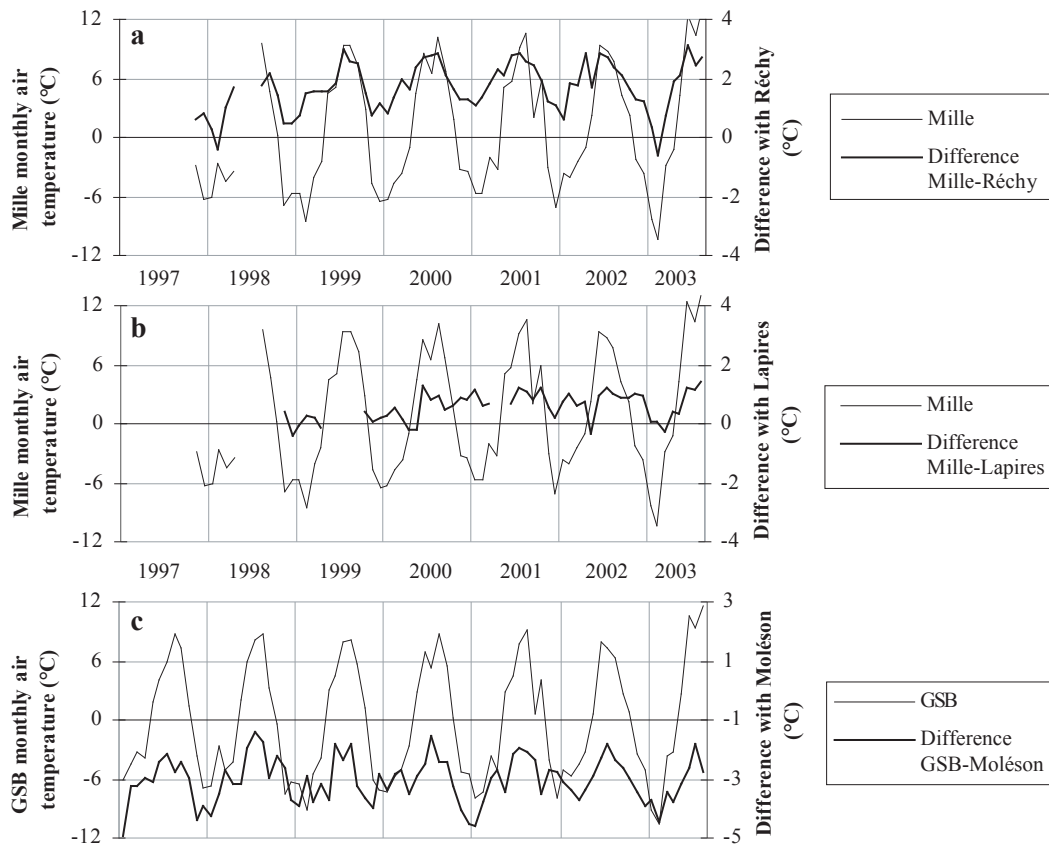 a
Mille monthly air
temperature (°C)
12
6
0
-6
-12
4
2
0
-2
-4
Difference with Réchy
(°C)
Mille
Difference
Mille-Réchy
1997 1998 1999 2000 2001 2002 2003
b
Mille monthly air
temperature (°C)
12
6
0
-6
-12
4
2
0
-2
-4
Difference with Lapires
(°C)
Mille
Difference
Mille-Lapires
1997 1998 1999 2000 2001 2002 2003
c
GSB monthly air
temperature (°C)
12
6
0
-6
-12
3
1
-1
-3
-5
Difference with Moléson
(°C)
GSB
Difference
GSB-Moléson